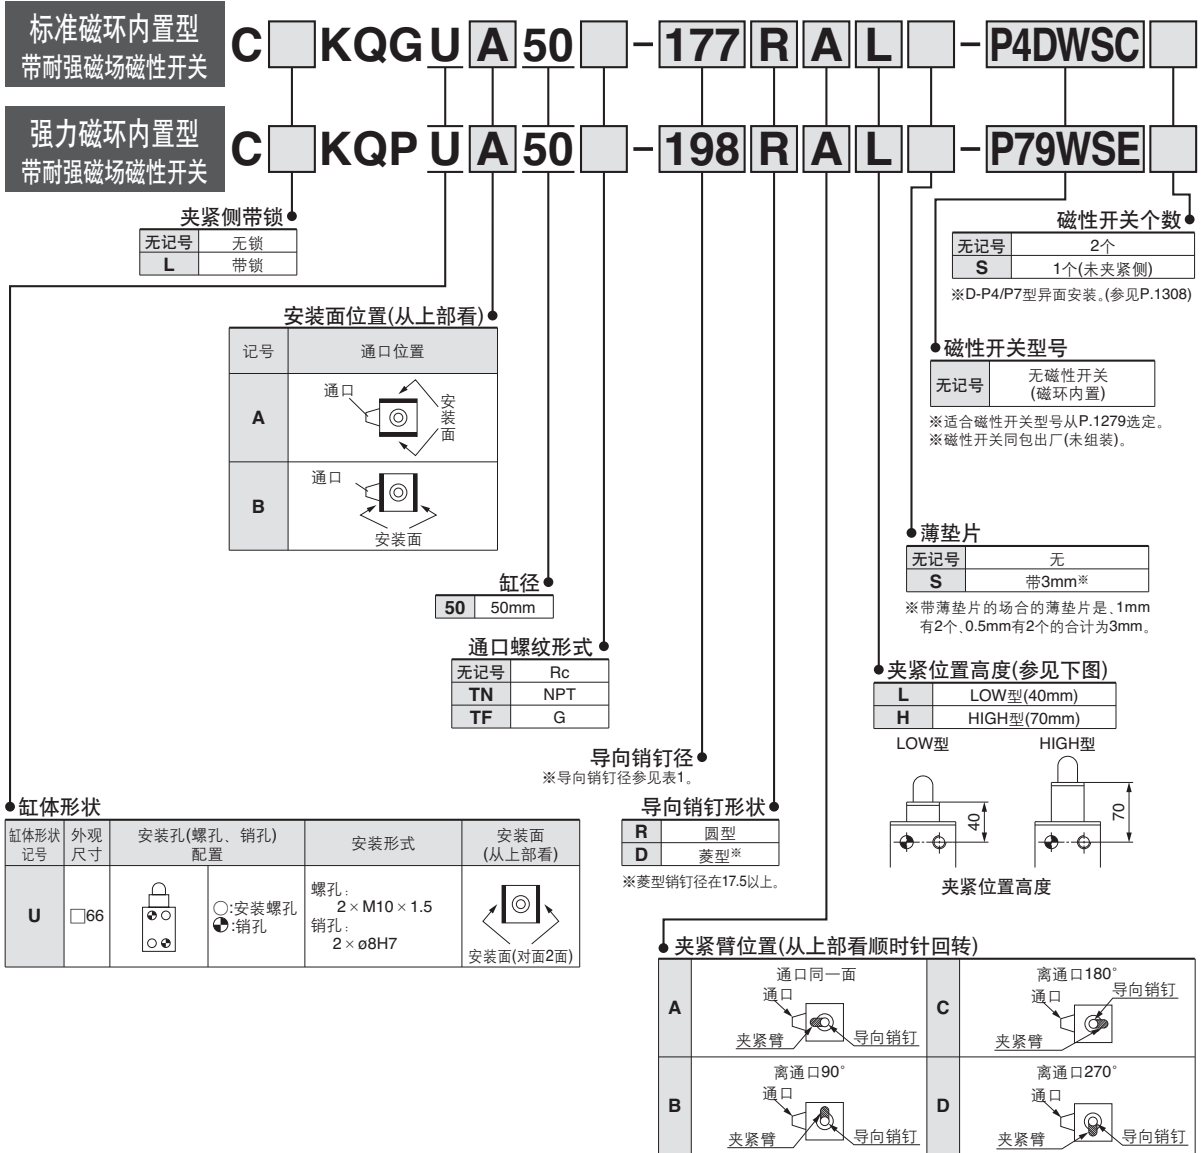 标准磁环内置型
带耐强磁场磁性开关
C□KQGUA50□-177RAL□-P4DWSC□
强力磁环内置型
带耐强磁场磁性开关
C□KQPUA50□-198RAL□-P79WSE□
夹紧侧带锁
无记号 无锁
L 带锁
磁性开关个数
无记号 2个
S 1个(未夹紧侧)
※D-P4/P7型异面安装。(参见P.1308)
安装面位置(从上部看)
记号 通口位置
A
通口
安装面
B
通口
安装面
磁性开关型号
无记号 无磁性开关
(磁环内置)
※适合磁性开关型号从P.1279选定。
※磁性开关同包出厂(未组装)。
薄垫片
无记号 无
S 带3mm※
※带薄垫片的场合的薄垫片是、1mm
有2个、0.5mm有2个的合计为3mm。
缸径
50 50mm
通口螺纹形式
无记号 Rc
TN NPT
TF G
夹紧位置高度(参见下图)
L LOW型(40mm)
H HIGH型(70mm)
LOW型 HIGH型
40
70
夹紧位置高度
导向销钉径
※导向销钉径参见表1。
导向销钉形状
R 圆型
D 菱型※
※菱型销钉径在17.5以上。
缸体形状
缸体形状
记号
外观
尺寸
安装孔(螺孔、销孔)
配置
安装形式
安装面
(从上部看)
U
□66
○:安装螺孔
:销孔
螺孔:
2×M10×1.5
销孔:
2×ø8H7
安装面(对面2面)
夹紧臂位置(从上部看顺时针回转)
A
通口同一面
通口
夹紧臂
导向销钉
C
离通口180°
通口
导向销钉
夹紧臂
B
离通口90°
通口
夹紧臂
导向销钉
D
离通口270°
通口
夹紧臂
导向销钉